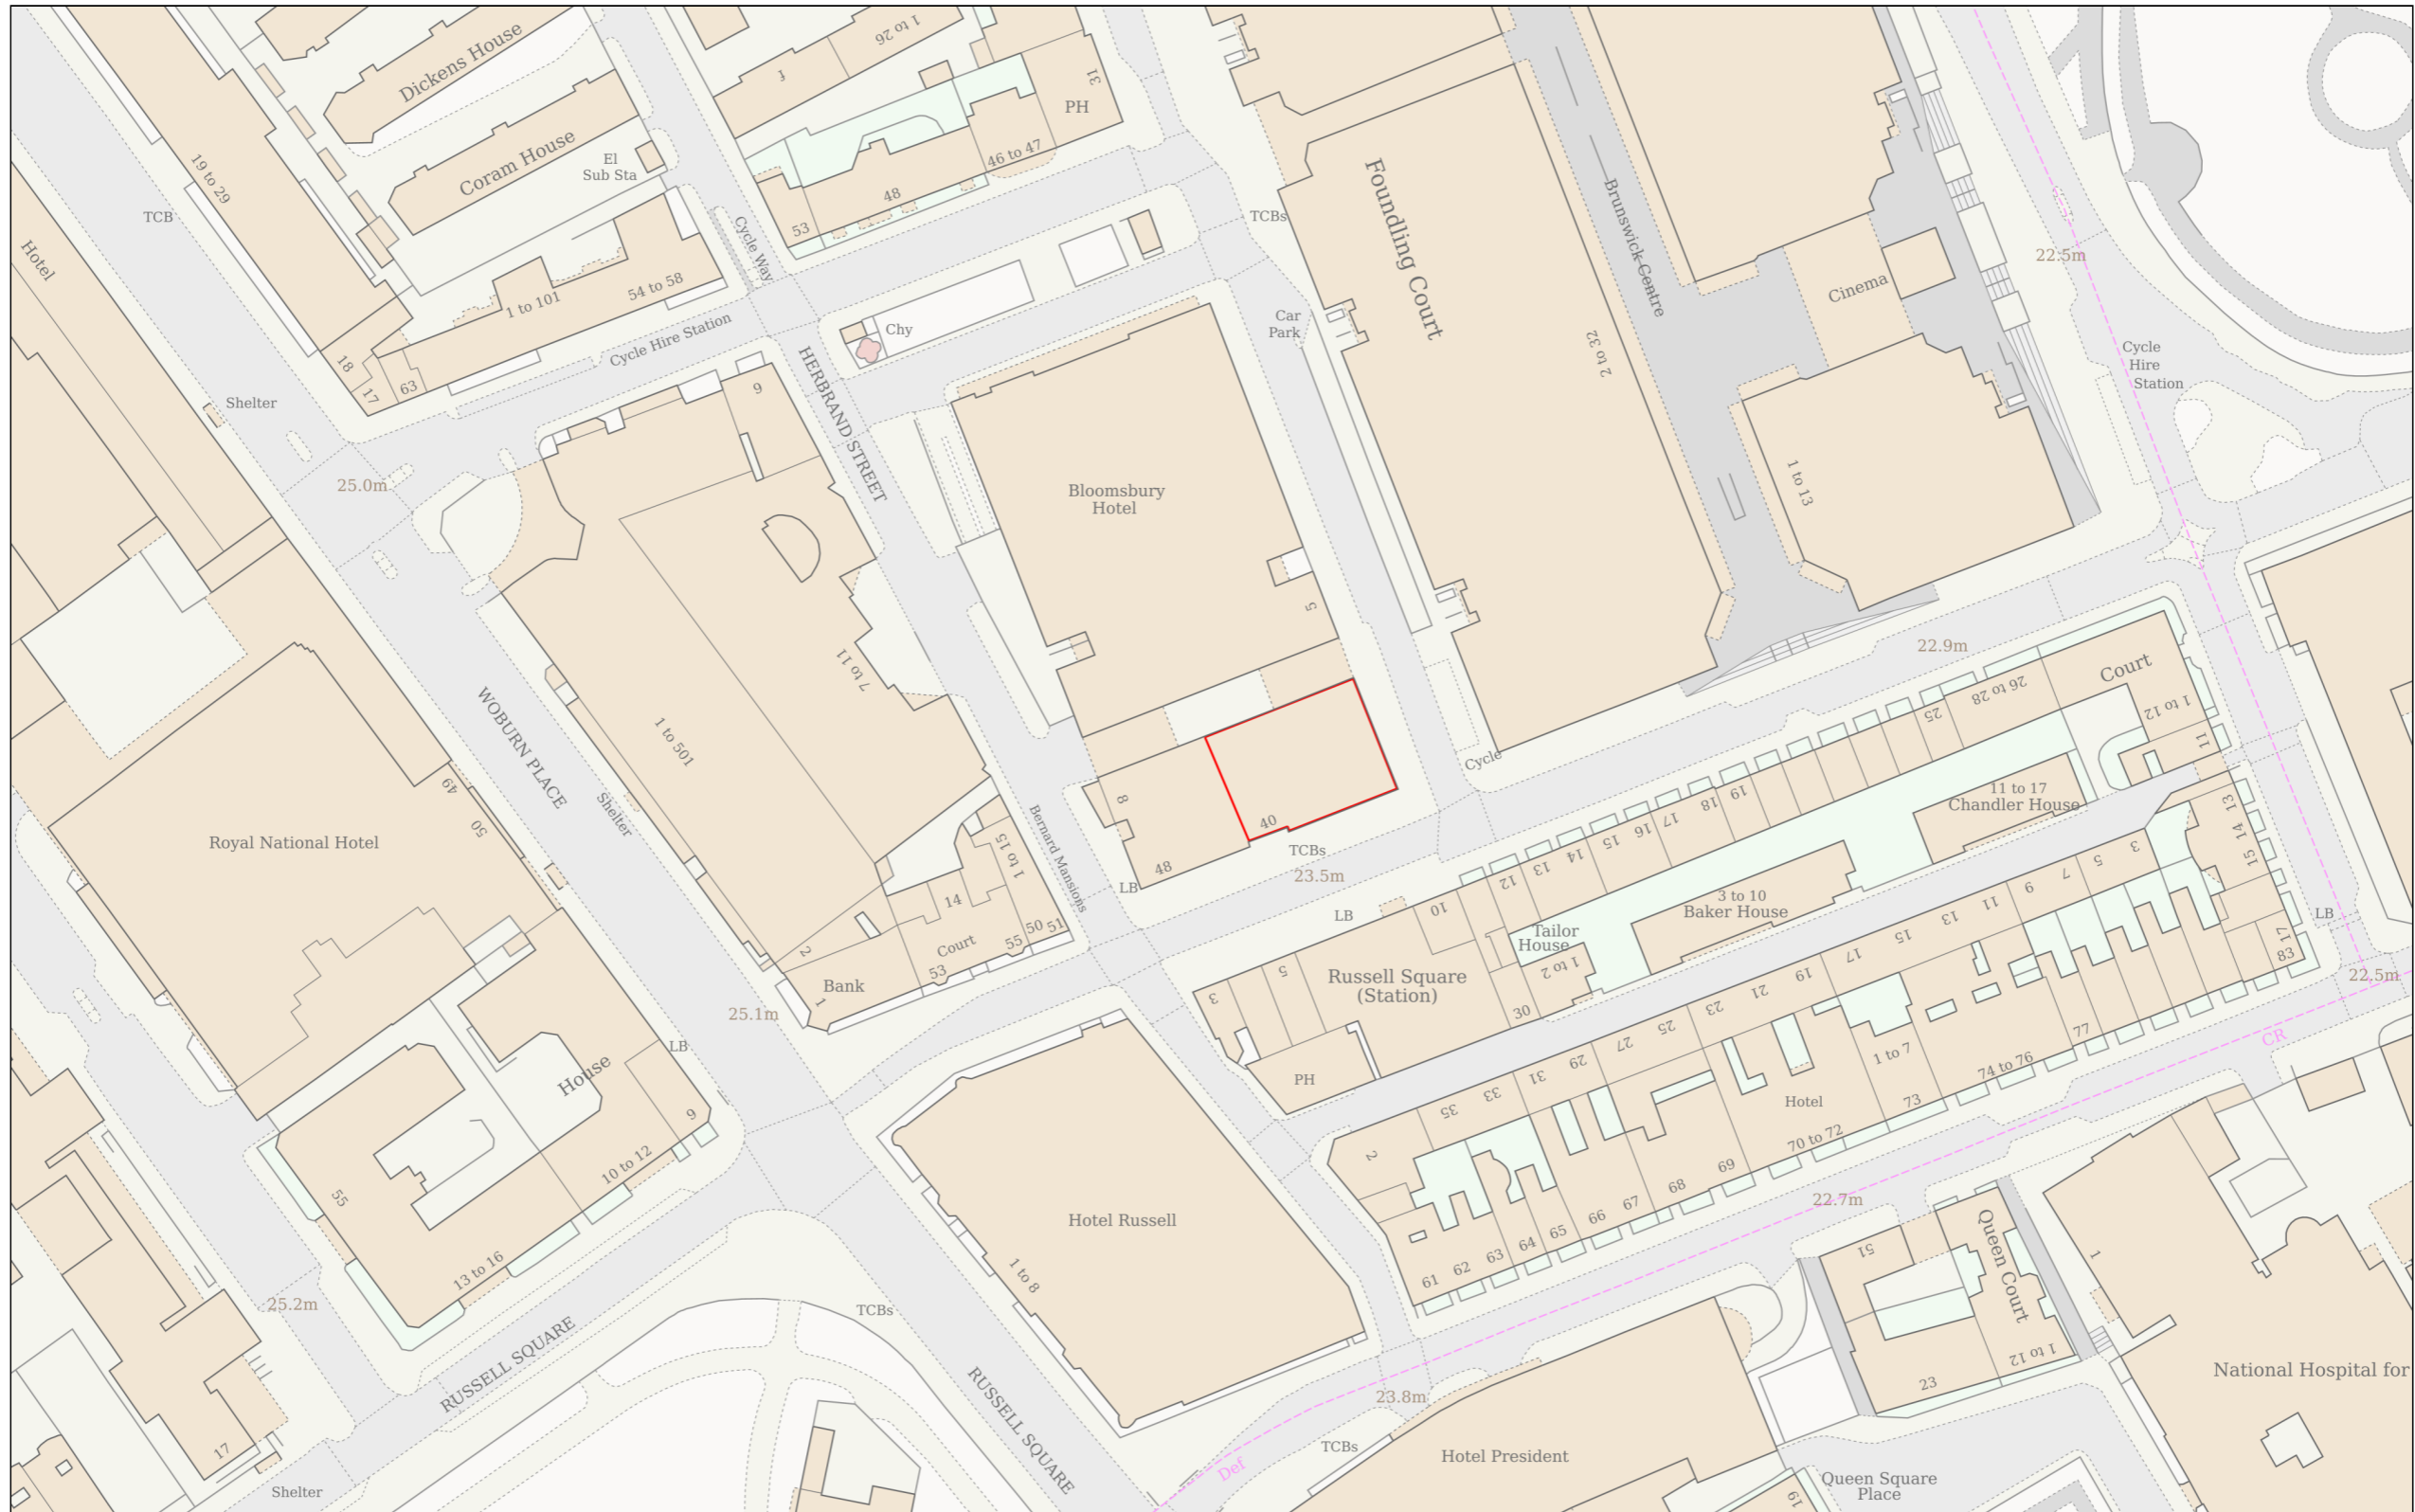 Dickens House
1 to 26
J
31
PH
Coram House
El
Sub Sta
46 to 47
19 to 29
TCB
48
53
Cycle Way
TCBs
Foundling Court
Brunswick Centre
22.5m
Hotel
1 to 101
54 to 58
Cinema
Cycle Hire Station
Chy
Car
Park
2 to 32
Cycle
Hire
Station
18
17
63
Shelter
9
HERBRAND STREET
25.0m
Bloomsbury
Hotel
1 to 13
5
22.9m
7 to 11
WOBURN PLACE
1 to 501
Court
26 to 28
1 to 12
25
11
Cycle
49
50
Shelter
Royal National Hotel
8
40
48
TCBs
23.5m
Bernard Mansions
1 to 15
19
18
17
16
15
14
13
12
10
11 to 17
Chandler House
13
14
15
17
83
LB
LB
14
Court
2
1
Bank
53
55
50
51
3
5
Russell Square
(Station)
Tailor
House
1 to 2
30
3 to 10
Baker House
3
5
7
9
11
13
15
17
19
21
23
25
27
29
31
33
35
LB
22.5m
25.1m
LB
House
PH
CR
1 to 7
77
74 to 76
Hotel
73
70 to 72
69
68
67
66
65
64
63
62
61
2
9
10 to 12
55
13 to 16
Hotel Russell
1 to 8
22.7m
51
Queen Court
1
25.2m
TCBs
RUSSELL SQUARE
RUSSELL SQUARE
23
1 to 12
National Hospital for
23.8m
17
Shelter
TCBs
Def
Hotel President
Queen Square
Place
19